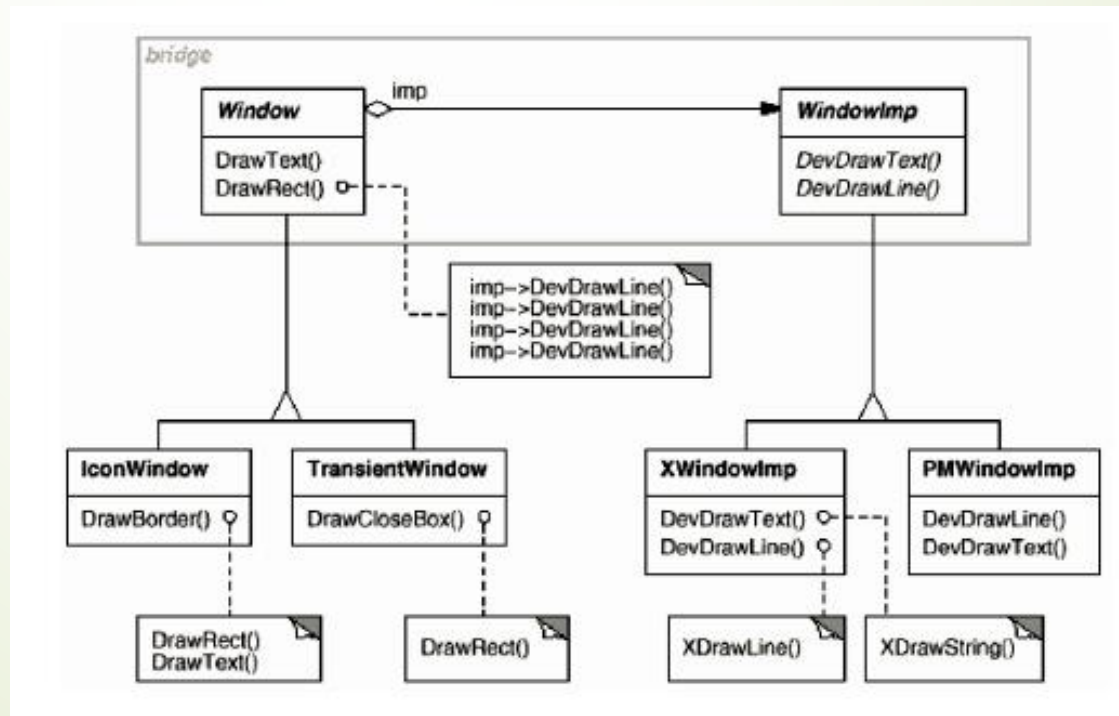 bridge
Window
imp
WindowImp
DrawText()
DrawRect()
DevDrawText()
DevDrawLine()
imp->DevDrawLine()
imp->DevDrawLine()
imp->DevDrawLine()
imp->DevDrawLine()
IconWindow
DrawBorder()
TransientWindow
DrawCloseBox()
XWindowImp
DevDrawText()
DevDrawLine()
PMWindowImp
DevDrawLine()
DevDrawText()
DrawRect()
DrawText()
DrawRect()
XDrawLine()
XDrawString()